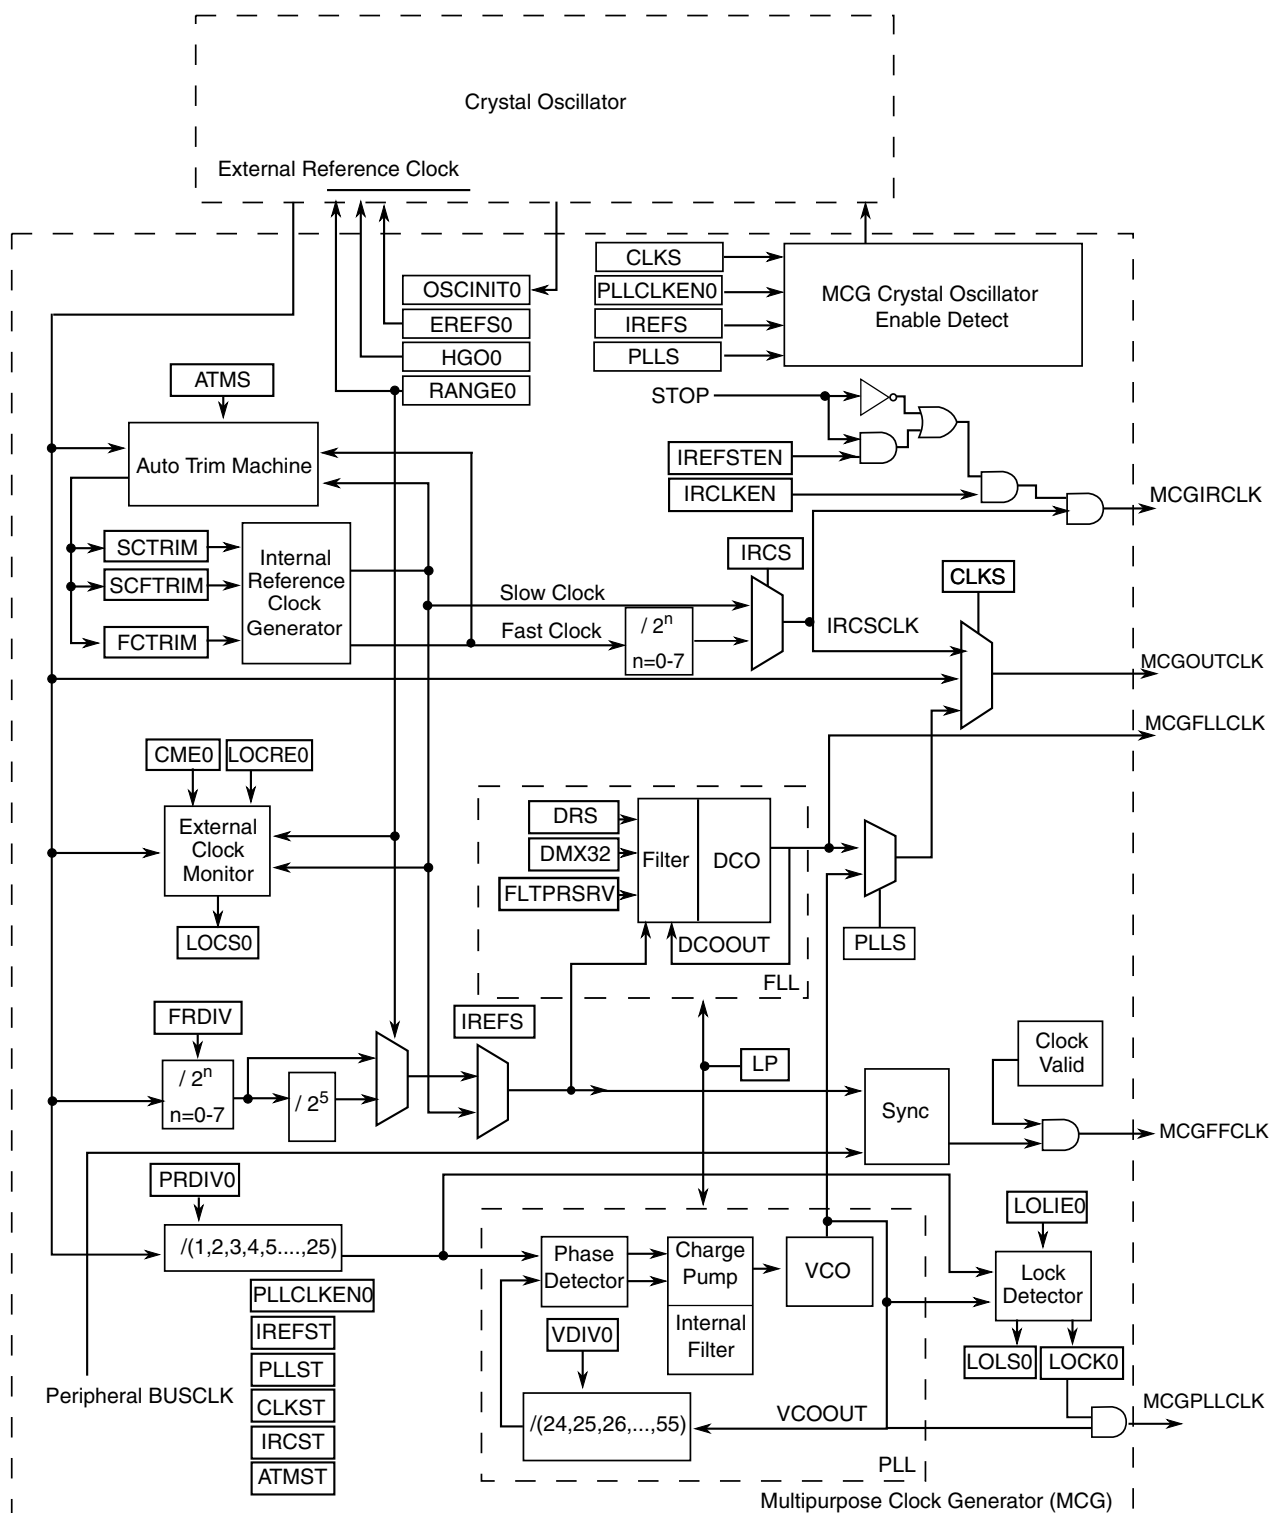 Crystal Oscillator
External Reference Clock
OSCINIT0
EREFS0
HGO0
RANGE0
CLKS
PLLCLKEN0
IREFS
PLLS
MCG Crystal Oscillator
Enable Detect
ATMS
STOP
Auto Trim Machine
IREFSTEN
IRCLKEN
MCGIRCLK
SCTRIM
SCFTRIM
FCTRIM
Internal
Reference
Clock
Generator
IRCS
CLKS
Slow Clock
Fast Clock
/ 2n
n=0-7
IRCSCLK
MCGOUTCLK
MCGFLLCLK
CME0
LOCRE0
External
Clock
Monitor
LOCS0
DRS
DMX32
FLTPRSRV
Filter
DCO
DCOOUT
FLL
PLLS
FRDIV
/ 2n
n=0-7
/ 25
IREFS
LP
Clock
Valid
Sync
MCGFFCLK
PRDIV0
/(1,2,3,4,5....,25)
LOLIE0
Phase
Detector
Charge
Pump
Internal
Filter
VCO
Lock
Detector
PLLCLKEN0
IREFST
PLLST
CLKST
IRCST
ATMST
VDIV0
LOLS0
LOCK0
Peripheral BUSCLK
/(24,25,26,...,55)
VCOOUT
MCGPLLCLK
PLL
Multipurpose Clock Generator (MCG)